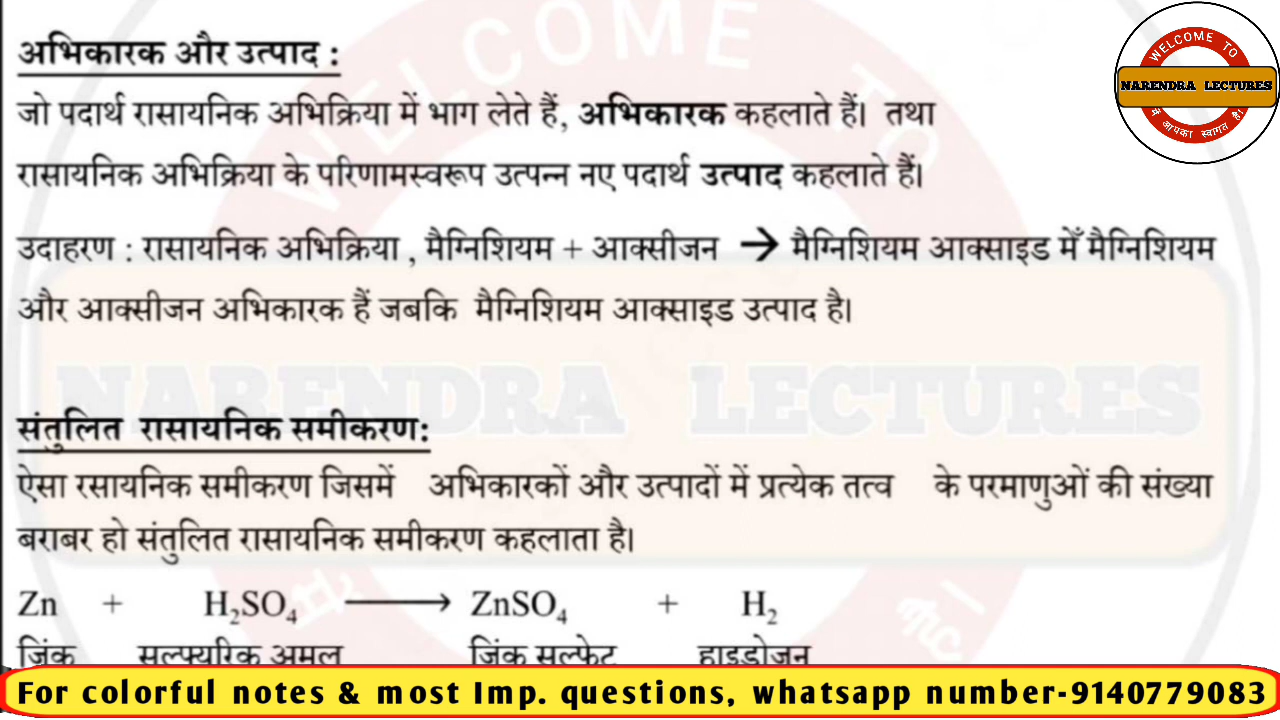 अभिकारक और उत्पाद :
जो पदार्थ रासायनिक अभिक्रिया में भाग लेते हैं, अभिकारक कहलाते हैं। तथा
रासायनिक अभिक्रिया के परिणामस्वरूप उत्पन्न नए पदार्थ उत्पाद कहलाते हैं।
उदाहरण : रासायनिक अभिक्रिया , मैग्निशियम + आक्सीजन → मैग्निशियम आक्साइड मेँ मैग्निशियम
और आक्सीजन अभिकारक हैं जबकि मैग्निशियम आक्साइड उत्पाद है।
संतुलित रासायनिक समीकरण:
ऐसा रसायनिक समीकरण जिसमें अभिकारकों और उत्पादों में प्रत्येक तत्व के परमाणुओं की संख्या
बराबर हो संतुलित रासायनिक समीकरण कहलाता है।
Zn + H₂SO₄ ⟶ ZnSO₄ + H₂
जिंक सल्फ्यूरिक अमल जिंक सल्फेट हाइड्रोजन
For colorful notes & most Imp. questions, whatsapp number-9140779083
WELCOME TO
NARENDRA LECTURES
में आपका स्वागत है।
WELCOME TO
NARENDRA LECTURES
है।